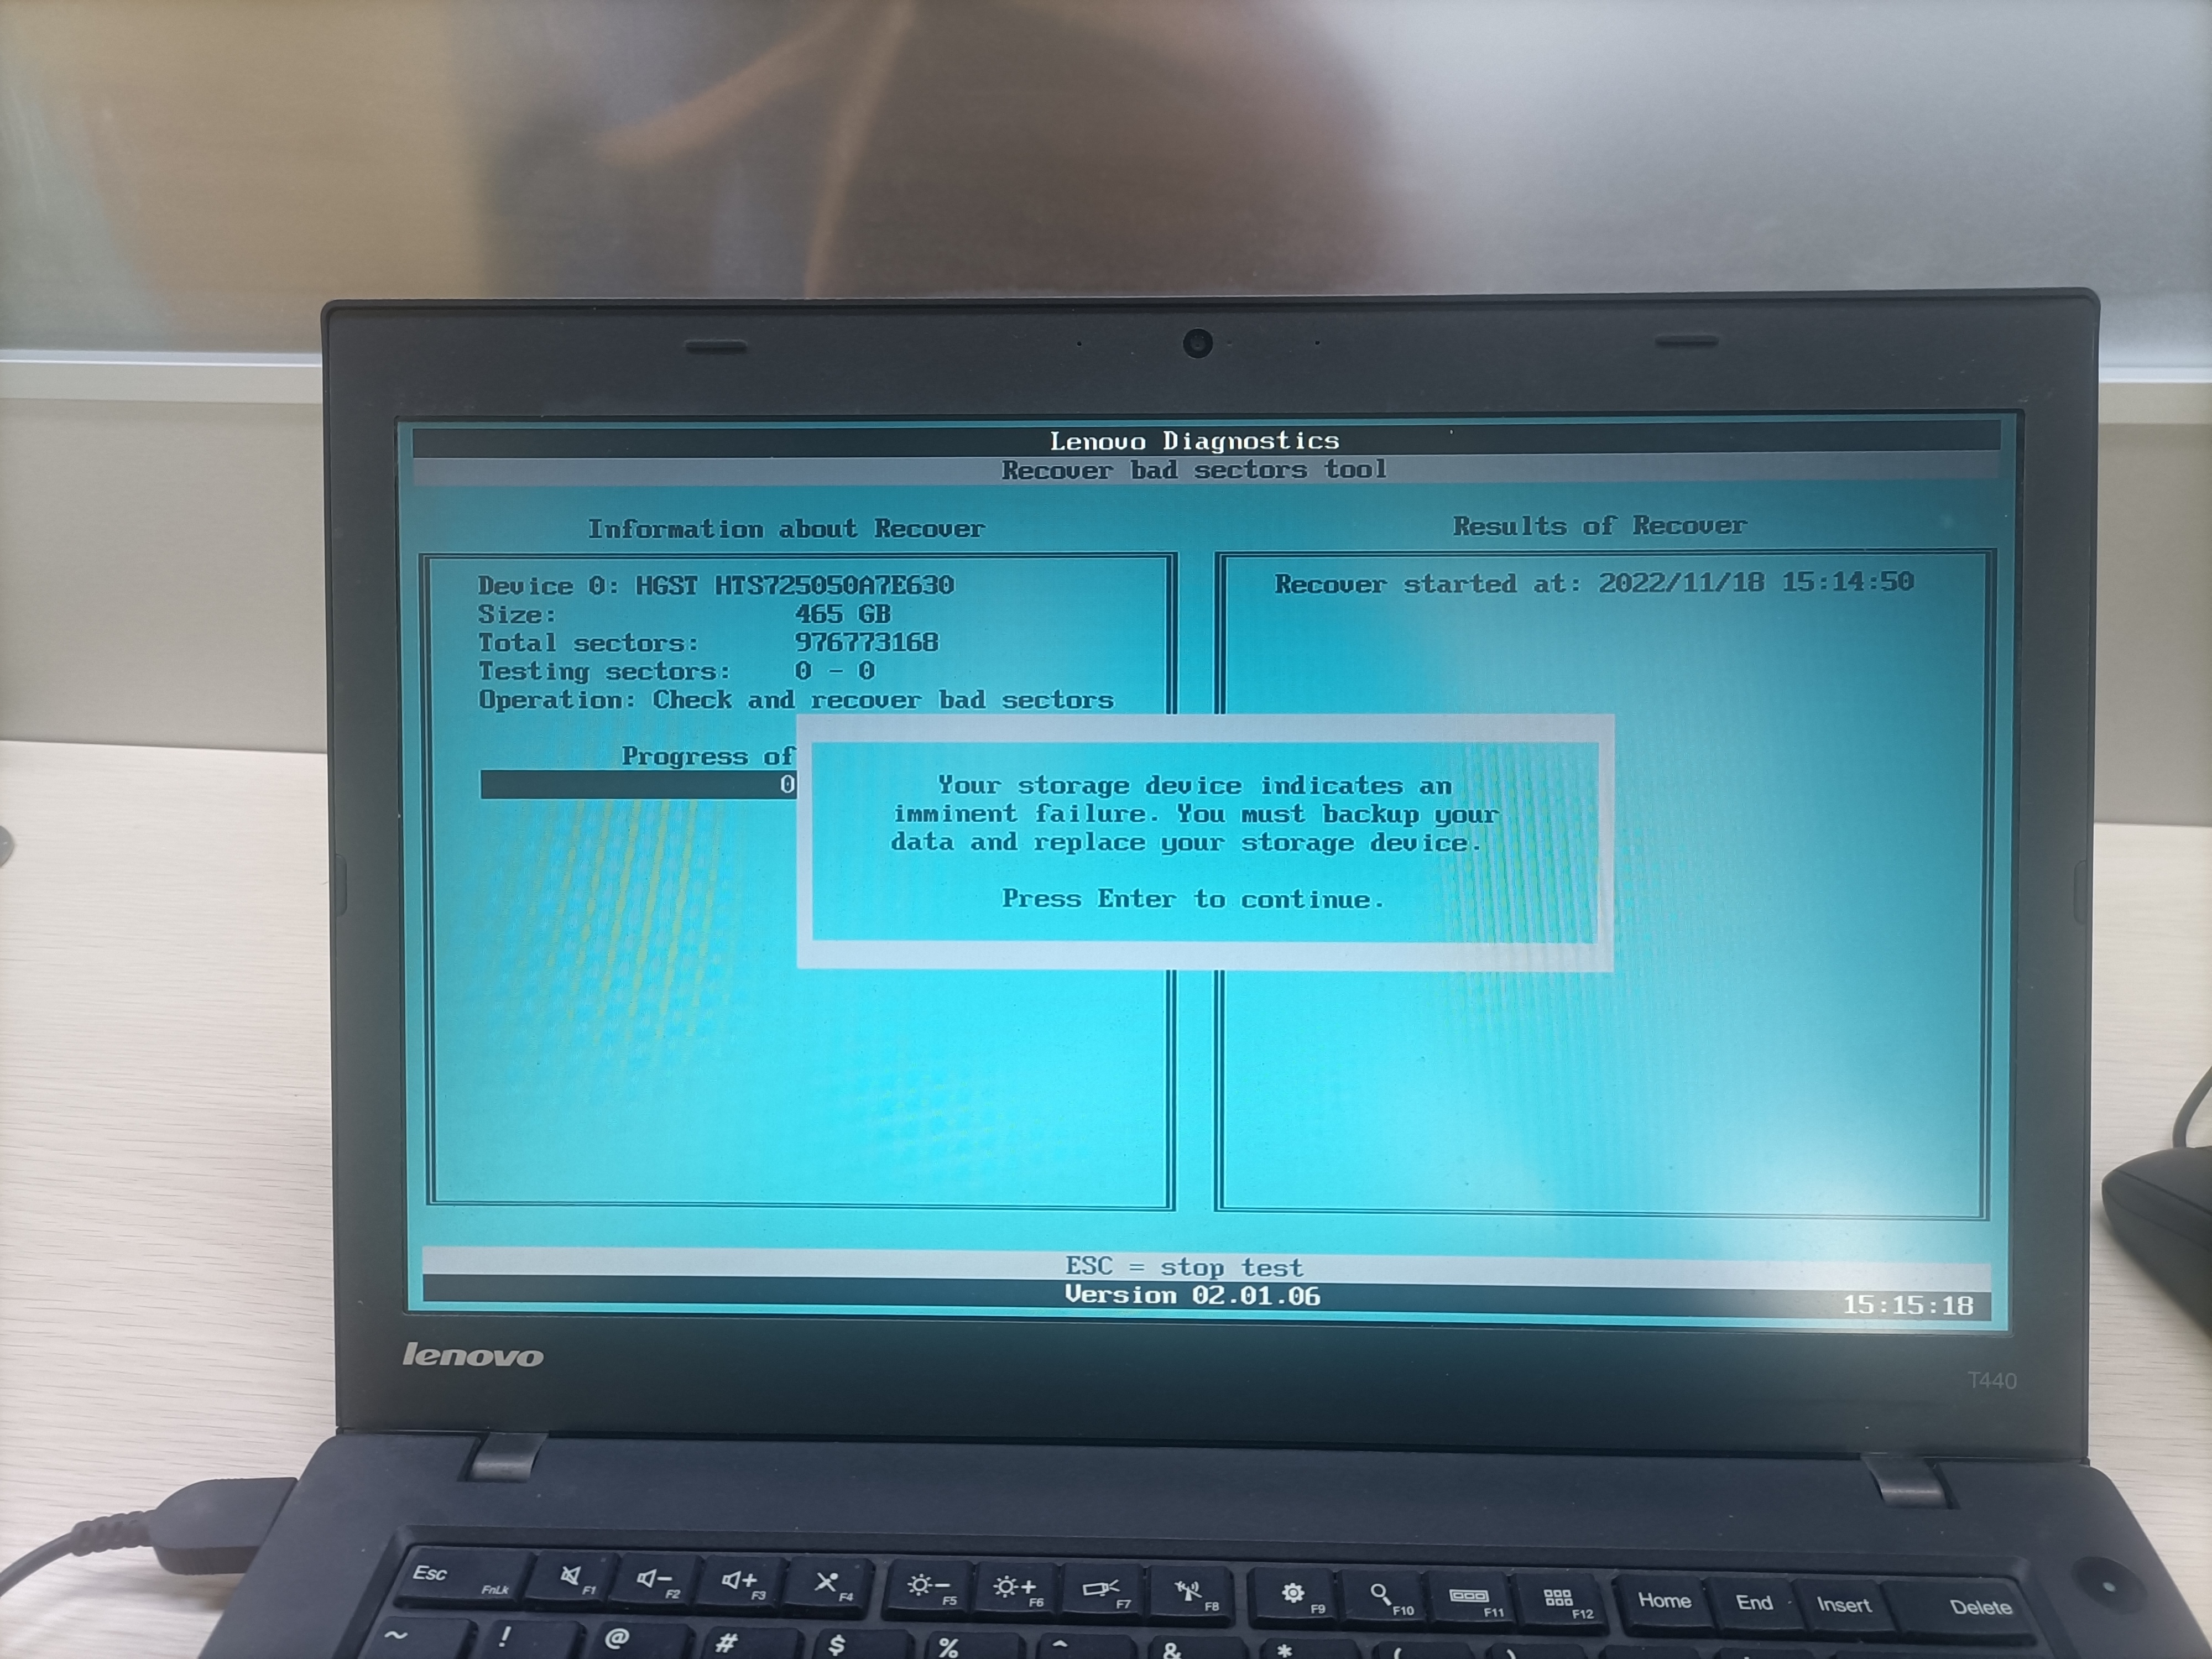 Lenovo Diagnostics
Recover bad sectors tool
Information about Recover
Device 0: HGST HTS725050A7E630
Size: 465 GB
Total sectors: 976773168
Testing sectors: 0 - 0
Operation: Check and recover bad sectors
Progress of
0
Results of Recover
Recover started at: 2022/11/18 15:14:50
Your storage device indicates an
imminent failure. You must backup your
data and replace your storage device.
Press Enter to continue.
ESC = stop test
Version 02.01.06
15:15:18
lenovo
T440
Esc FnLk F1 F2 F3 F4 F5 F6 F7 F8 F9 F10 F11 F12 Home End Insert Delete
~ ! @ # $ % ^ & * ( )